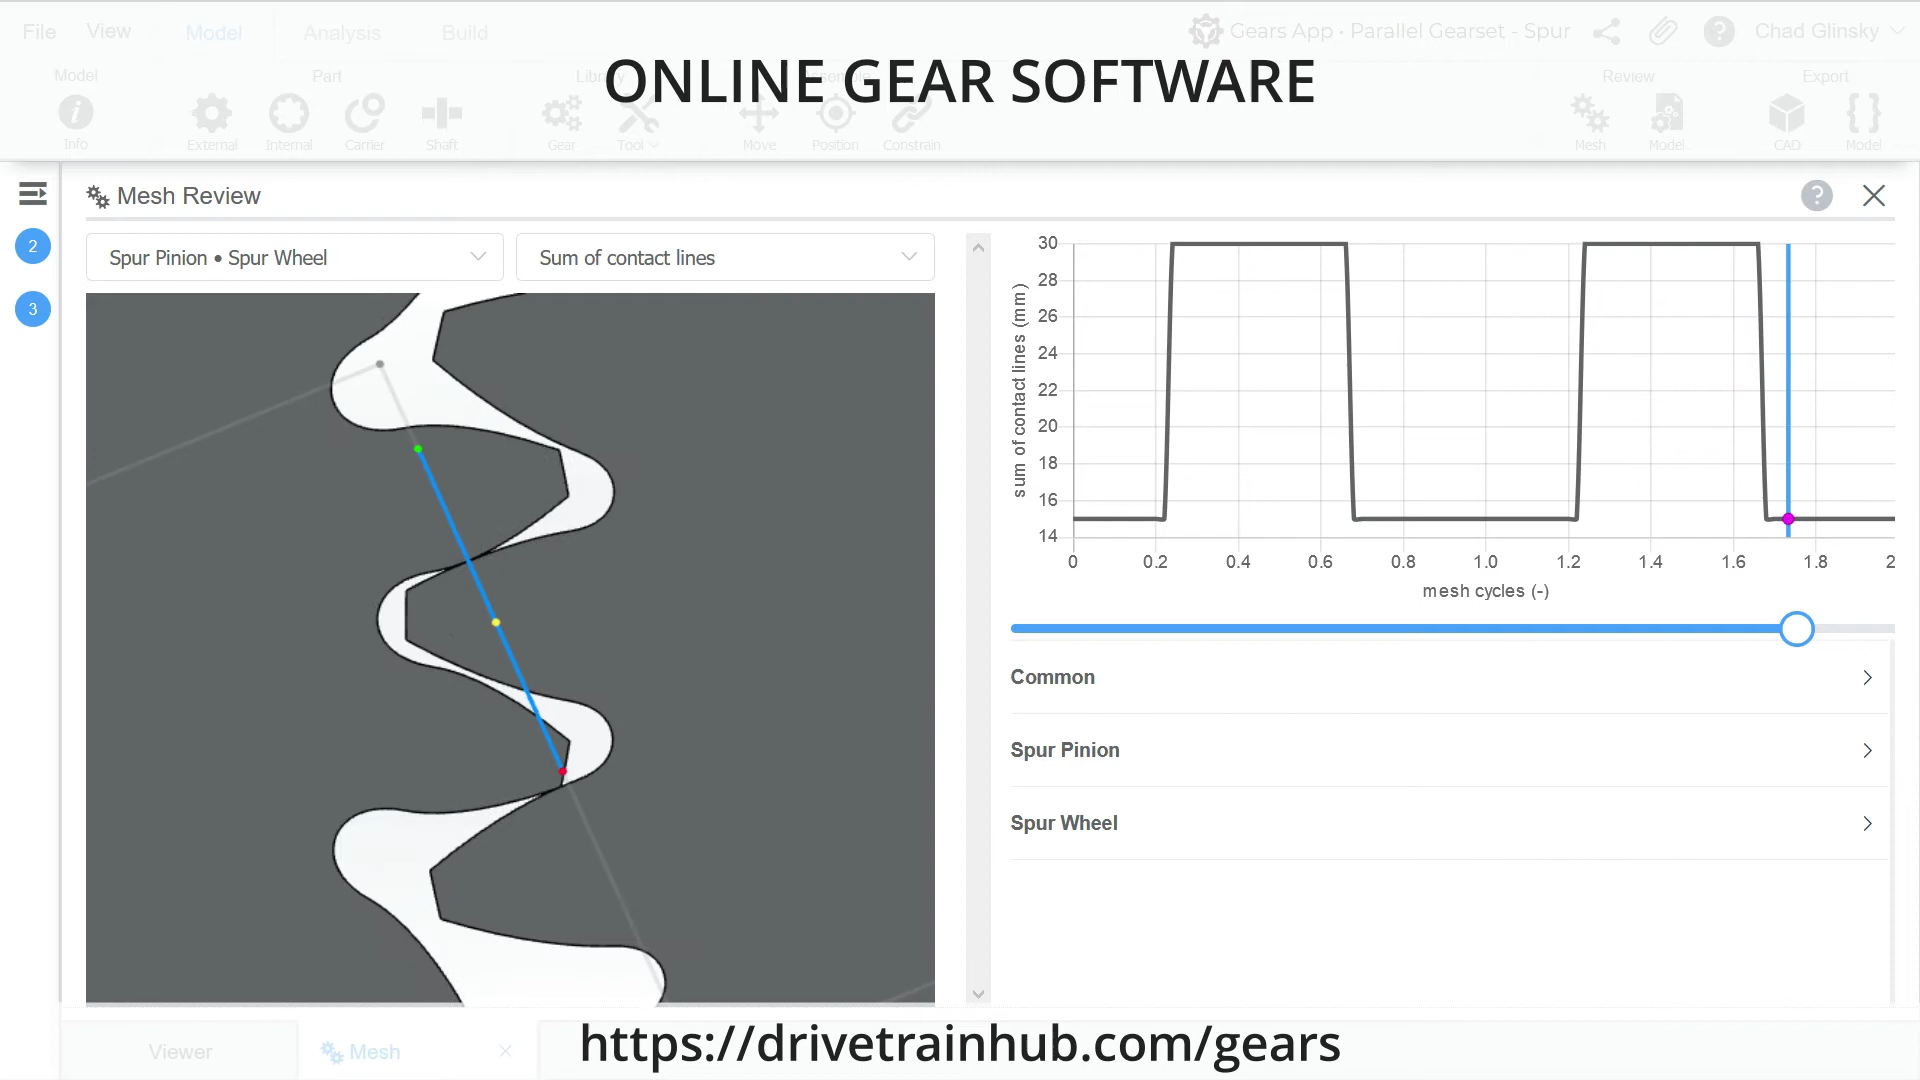 File View Model Analysis Build
Gears App • Parallel Gearset - Spur
Chad Glinsky
ONLINE GEAR SOFTWARE
Model Part Review Export
Info External Internal Carrier Shaft Gear Tool Move Position Constrain Mesh Model CAD Model
Mesh Review
2
3
Spur Pinion • Spur Wheel
Sum of contact lines
sum of contact lines (mm)
30
28
26
24
22
20
18
16
14
0 0.2 0.4 0.6 0.8 1.0 1.2 1.4 1.6 1.8 2
mesh cycles (-)
Common
Spur Pinion
Spur Wheel
Viewer
Mesh
https://drivetrainhub.com/gears